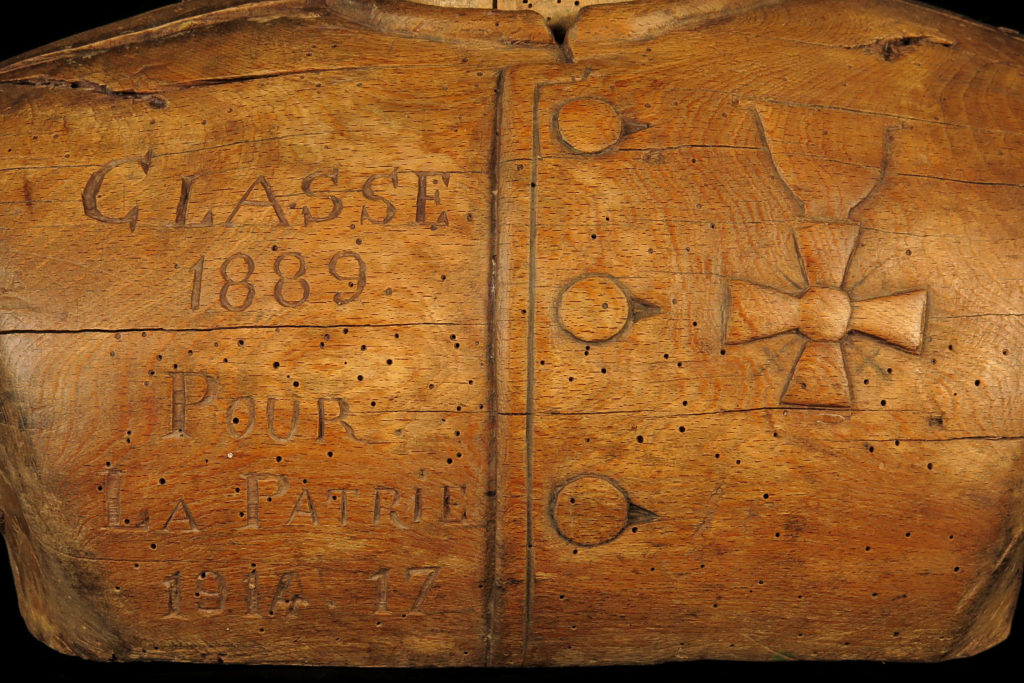 CLASSE
1889
POUR
LA PATRIE
1914.17